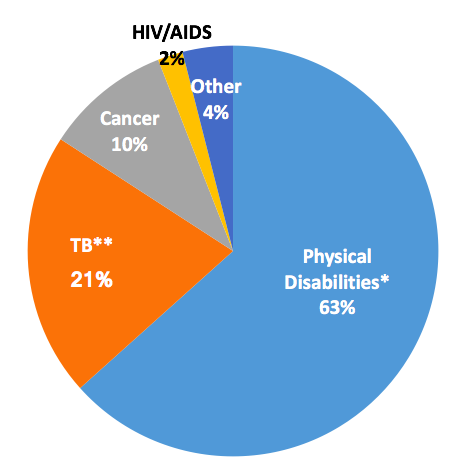 HIV/AIDS
2%
Other
4%
Cancer
10%
TB**
21%
Physical
Disabilities*
63%